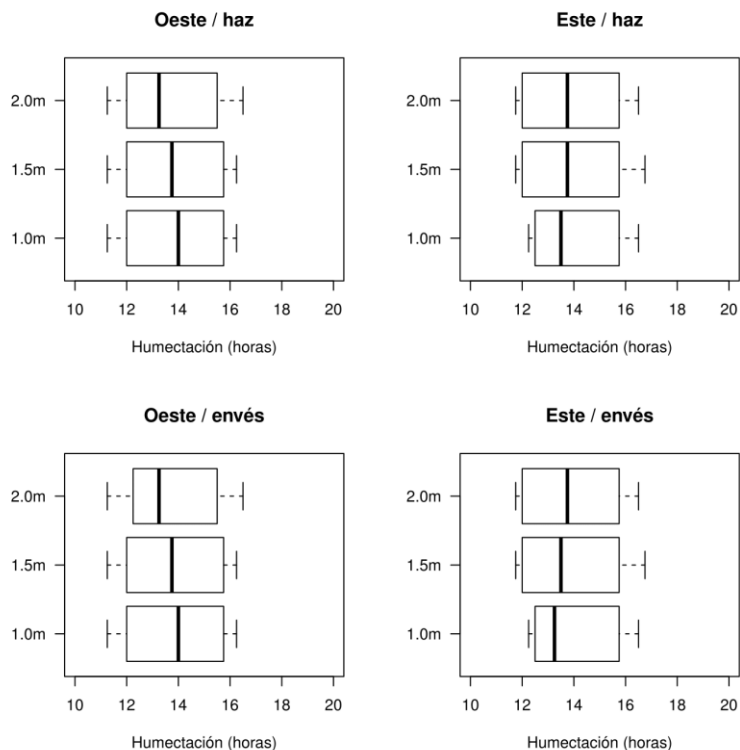 Oeste / haz
2.0m
1.5m
1.0m
10 12 14 16 18 20
Humectación (horas)
Este / haz
2.0m
1.5m
1.0m
10 12 14 16 18 20
Humectación (horas)
Oeste / envés
2.0m
1.5m
1.0m
10 12 14 16 18 20
Humectación (horas)
Este / envés
2.0m
1.5m
1.0m
10 12 14 16 18 20
Humectación (horas)